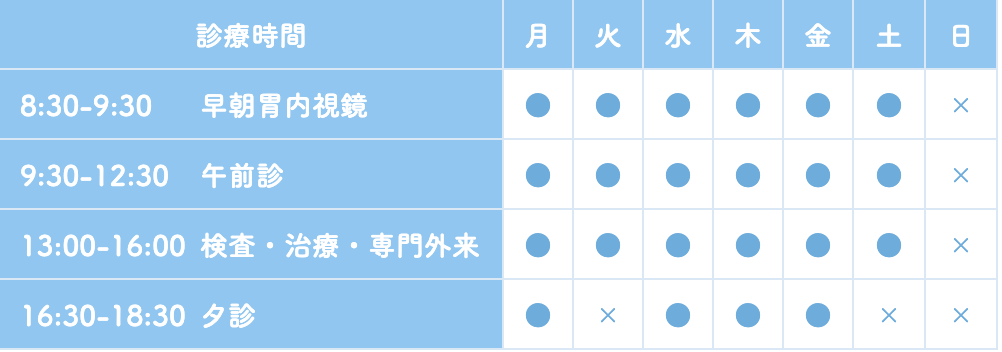 診療時間 月 火 水 木 金 土 日
8:30-9:30 早朝胃内視鏡 ● ● ● ● ● ● ×
9:30-12:30 午前診 ● ● ● ● ● ● ×
13:00-16:00 検査・治療・専門外来 ● ● ● ● ● ● ×
16:30-18:30 夕診 ● × ● ● ● × ×